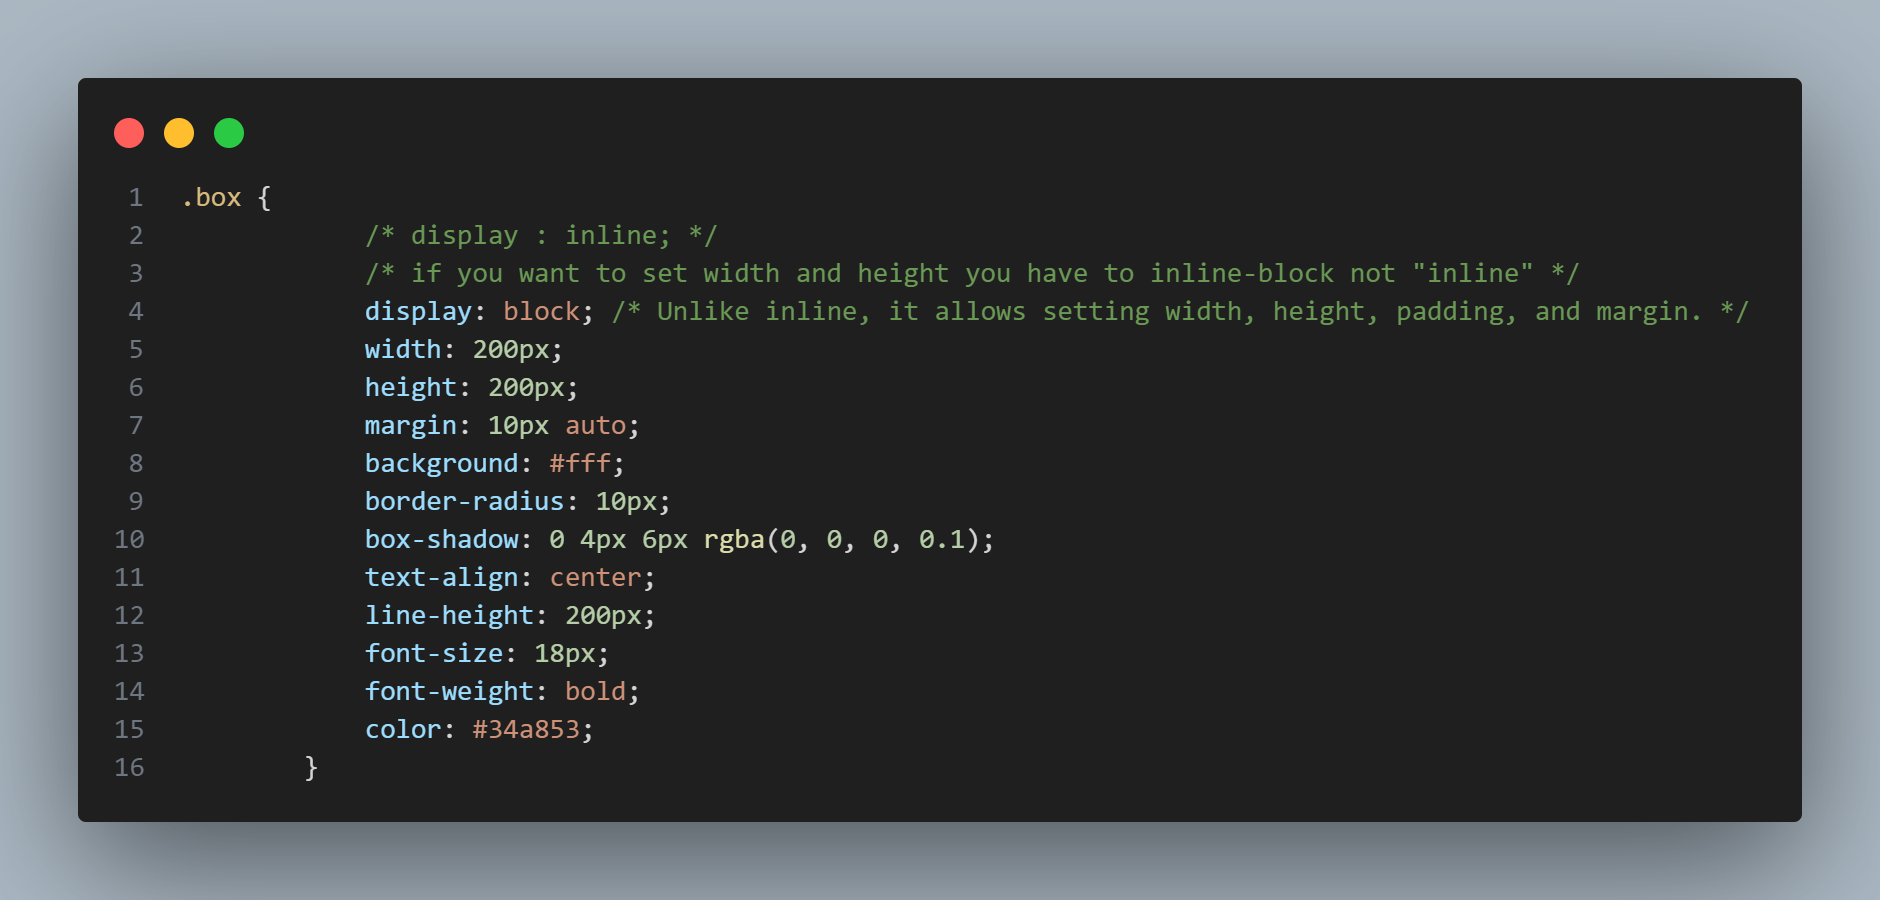 1 .box {
2 /* display : inline; */
3 /* if you want to set width and height you have to inline-block not "inline" */
4 display: block; /* Unlike inline, it allows setting width, height, padding, and margin. */
5 width: 200px;
6 height: 200px;
7 margin: 10px auto;
8 background: #fff;
9 border-radius: 10px;
10 box-shadow: 0 4px 6px rgba(0, 0, 0, 0.1);
11 text-align: center;
12 line-height: 200px;
13 font-size: 18px;
14 font-weight: bold;
15 color: #34a853;
16 }